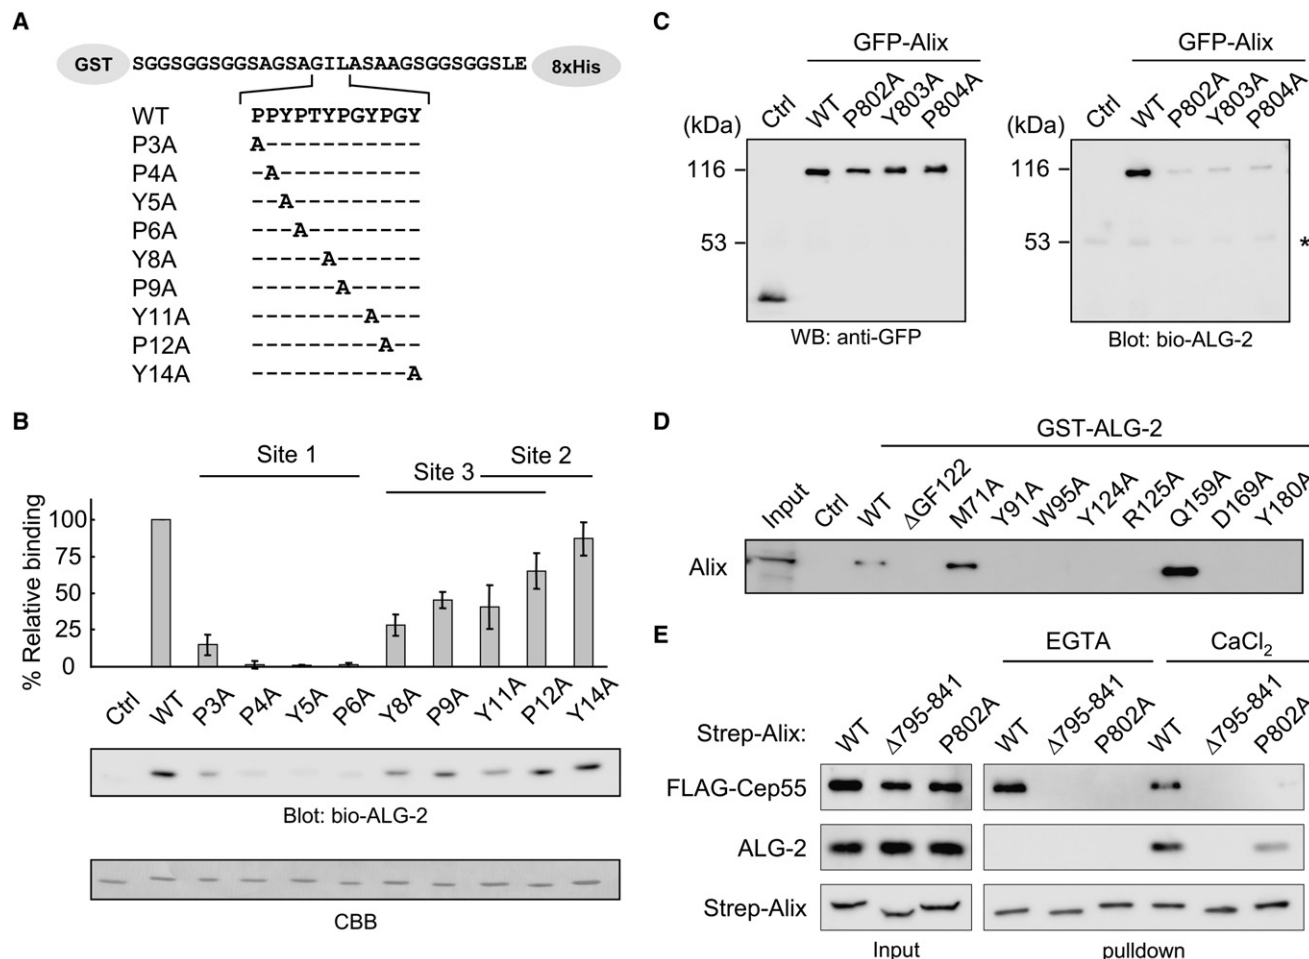 A
GST SGGSGGSGGSAGSAGILASAAGSGGSGGSLE 8xHis
WT PPYPTYPGYPGY
P3A A-----------
P4A -A----------
Y5A --A---------
P6A ---A--------
Y8A -----A------
P9A ------A-----
Y11A --------A---
P12A ---------A--
Y14A -----------A
B
Site 1 Site 3 Site 2
% Relative binding
100
75
50
25
0
Ctrl WT P3A P4A Y5A P6A Y8A P9A Y11A P12A Y14A
Blot: bio-ALG-2
CBB
C
GFP-Alix GFP-Alix
(kDa) Ctrl WT P802A Y803A P804A (kDa) Ctrl WT P802A Y803A P804A
116 116
53 53 *
WB: anti-GFP Blot: bio-ALG-2
D
GST-ALG-2
Input Ctrl WT ΔGF122 M71A Y91A W95A Y124A R125A Q159A D169A Y180A
Alix
E
EGTA CaCl2
Strep-Alix: WT Δ795-841 P802A WT Δ795-841 P802A WT Δ795-841 P802A
FLAG-Cep55
ALG-2
Strep-Alix
Input pulldown